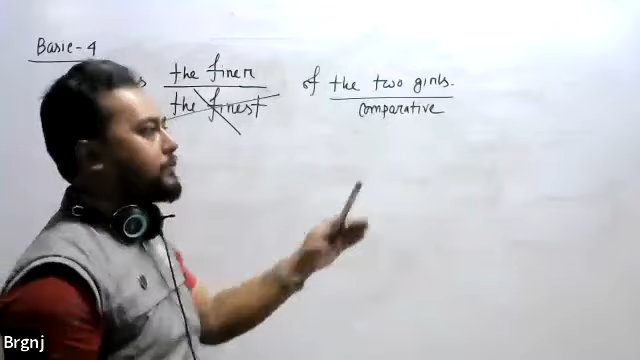 Basic - 4
the finer of the two girls.
the finest comparative
Brgnj